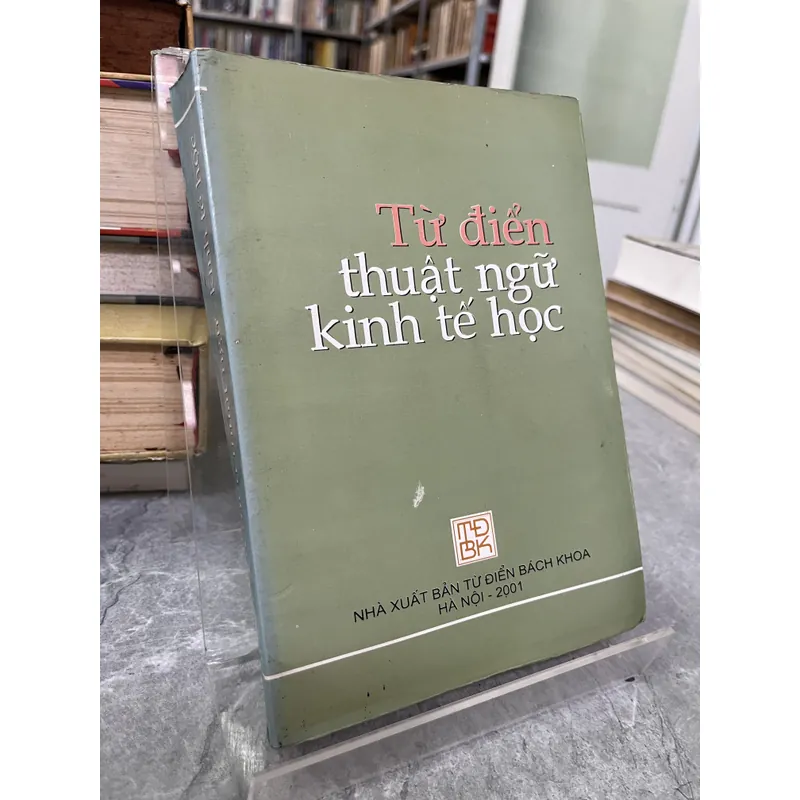 Từ điển
thuật ngữ
kinh tế học
TĐ
BK
NHÀ XUẤT BẢN TỪ ĐIỂN BÁCH KHOA
HÀ NỘI - 2001